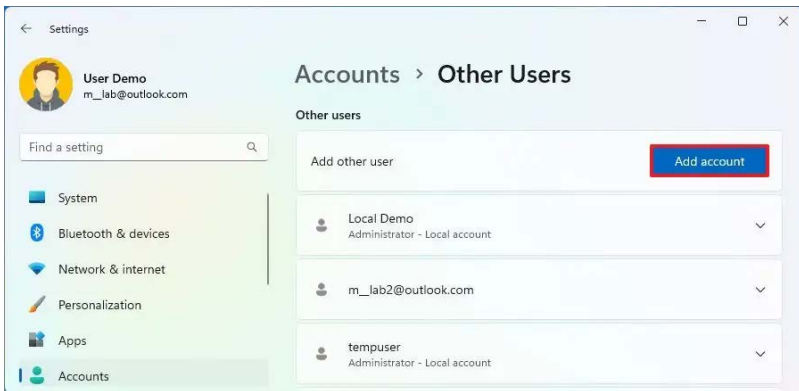 Settings
User Demo
m__lab@outlook.com
Find a setting
System
Bluetooth & devices
Network & internet
Personalization
Apps
Accounts
Accounts > Other Users
Other users
Add other user
Add account
Local Demo
Administrator - Local account
m__lab2@outlook.com
tempuser
Administrator - Local account